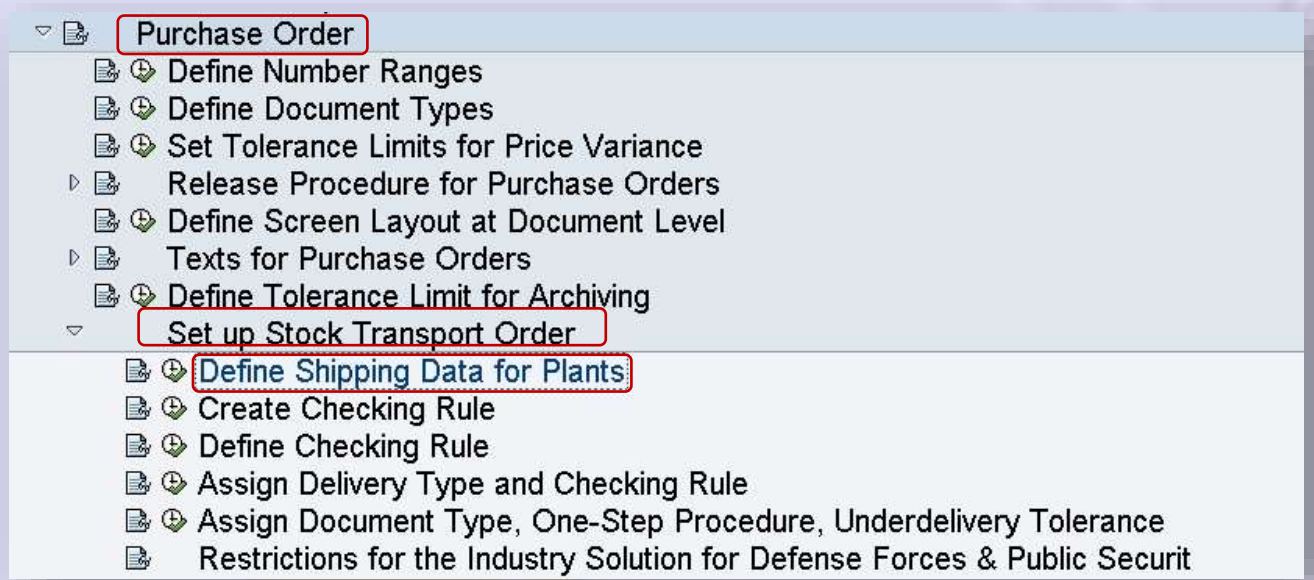 Purchase Order
Define Number Ranges
Define Document Types
Set Tolerance Limits for Price Variance
Release Procedure for Purchase Orders
Define Screen Layout at Document Level
Texts for Purchase Orders
Define Tolerance Limit for Archiving
Set up Stock Transport Order
Define Shipping Data for Plants
Create Checking Rule
Define Checking Rule
Assign Delivery Type and Checking Rule
Assign Document Type, One-Step Procedure, Underdelivery Tolerance
Restrictions for the Industry Solution for Defense Forces & Public Securit